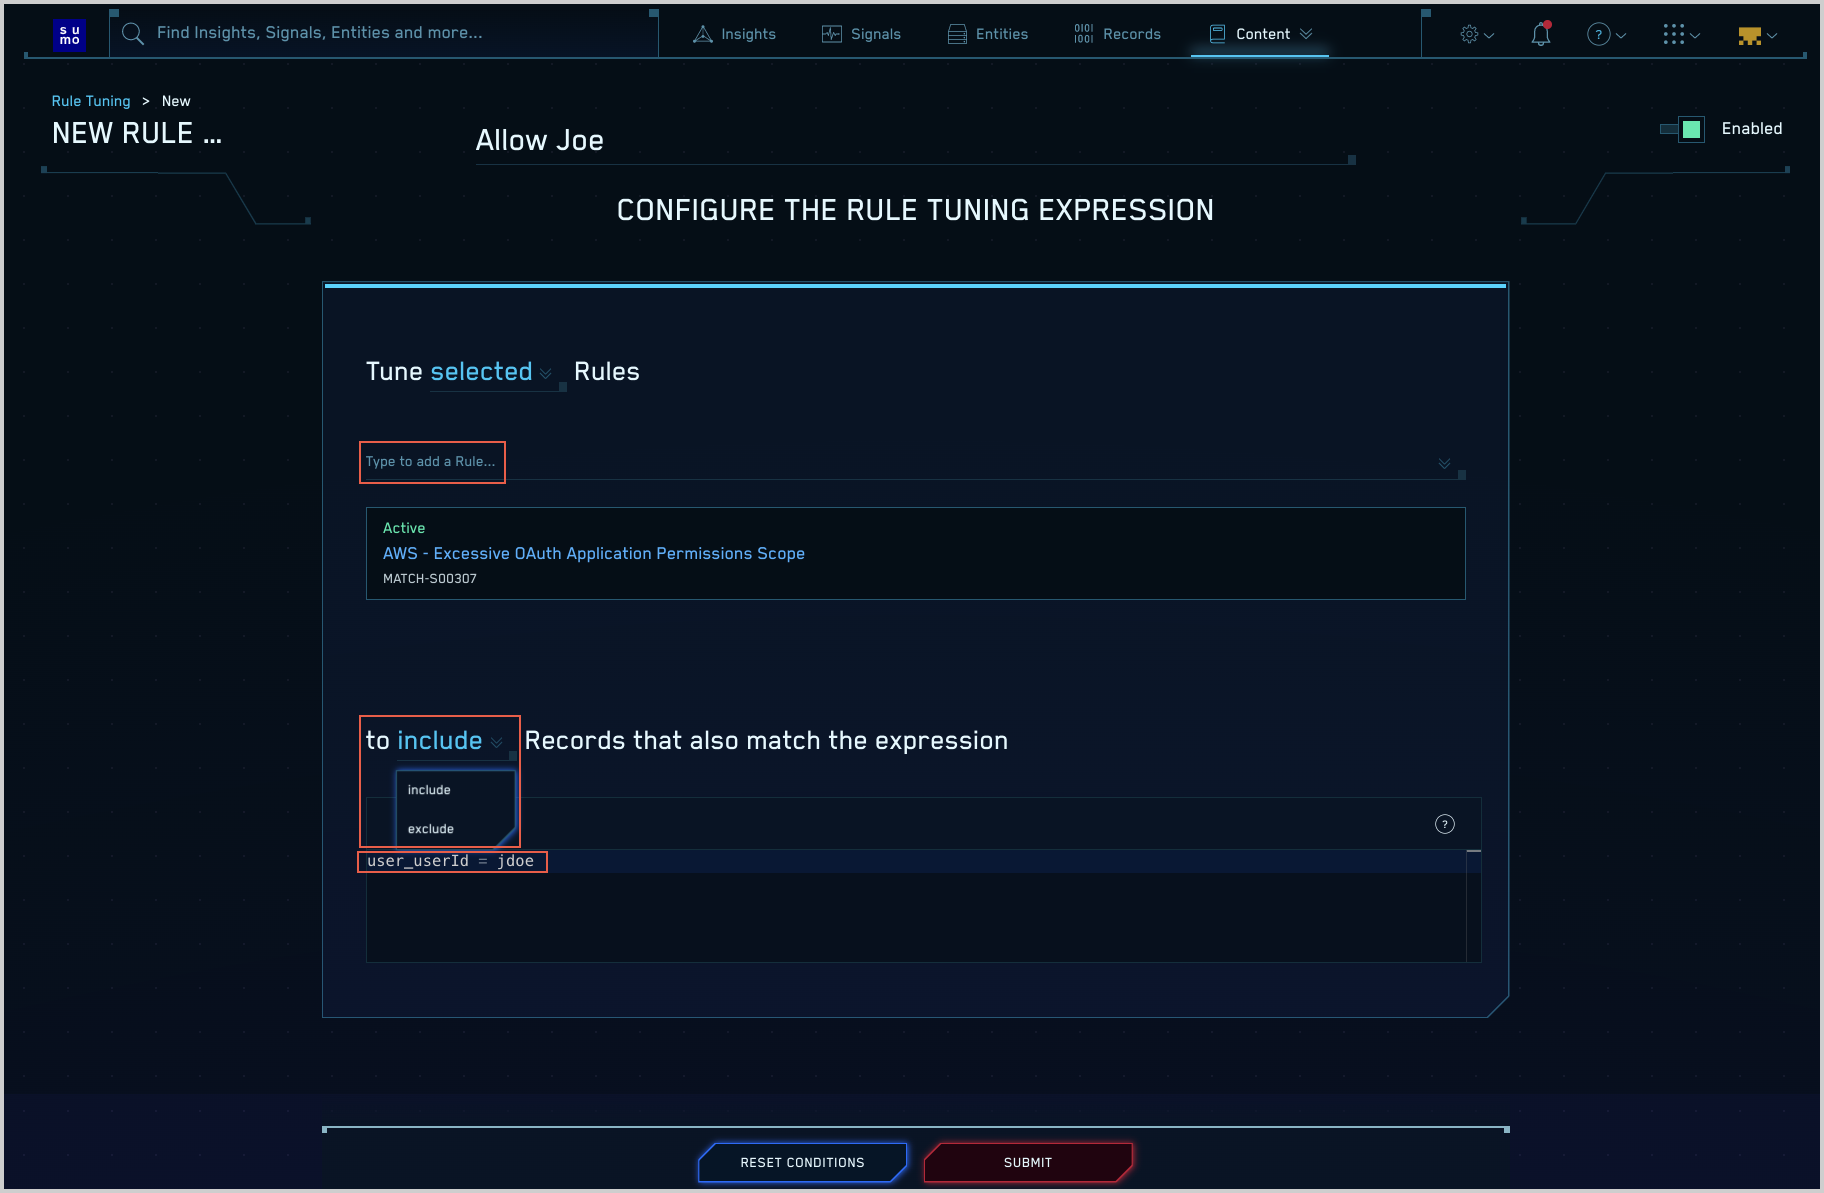 su
mo
Find Insights, Signals, Entities and more...
Insights
Signals
Entities
Records
Content
Rule Tuning > New
NEW RULE ...
Allow Joe
Enabled
CONFIGURE THE RULE TUNING EXPRESSION
Tune selected Rules
Type to add a Rule...
Active
AWS - Excessive OAuth Application Permissions Scope
MATCH-S00307
to include Records that also match the expression
include
exclude
?
user_userId = jdoe
RESET CONDITIONS
SUBMIT